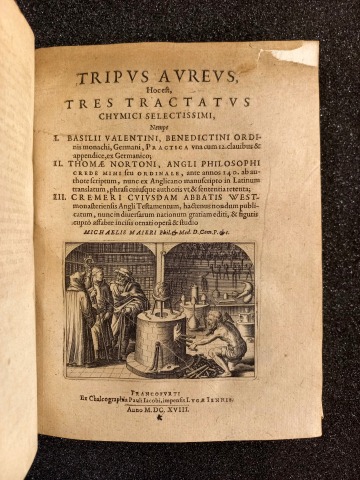 TRIPVS AVREVS,
Hoc est,
TRES TRACTATVS
CHYMICI SELECTISSIMI,
Nempe
I. BASILII VALENTINI, BENEDICTINI ORDI-
nis monachi, Germani, PRACTICA vna cum 12. clauibus &
appendice, ex Germanico;
II. THOMÆ NORTONI, ANGLI PHILOSOPHI
CREDE MIHI seu ORDINALE, ante annos 140. ab au-
thore scriptum, nunc ex Anglicano manuscripto in Latinum
translatum, phrasi cuiusque authoris vt & sententia retenta;
III. CREMERI CVIVSDAM ABBATIS WEST-
monasteriensis Angli Testamentum, hactenus nondum publi-
catum, nunc in diuersarum nationum gratiam editi, & figuris
cupro affabre incisis ornati operâ & studio
MICHAELIS MAIERI Phil. & Med. D. Com. P. &c.
FRANCOFVRTI
Ex Chalcographia Pauli Iacobi, impensis LVCÆ IENNIS.
Anno M. DC. XVIII.